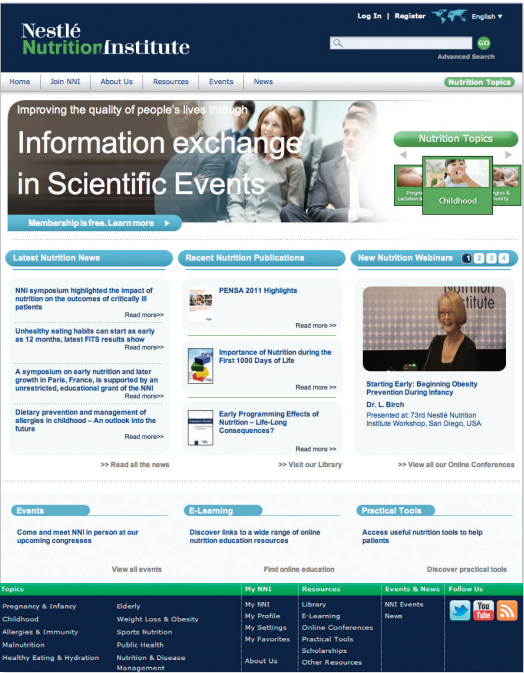 Log In | Register English ▼
Nestlé
NutritionInstitute
GO
Advanced Search
Home Join NNI About Us Resources Events News Nutrition Topics
Improving the quality of people's lives through
Information exchange
in Scientific Events
Nutrition Topics
Childhood
Membership is free. Learn more
Latest Nutrition News
NNI symposium highlighted the impact of
nutrition on the outcomes of critically ill
patients
Read more>>
Unhealthy eating habits can start as early
as 12 months, latest FITS results show
Read more>>
A symposium on early nutrition and later
growth in Paris, France, is supported by an
unrestricted, educational grant of the NNI
Read more>>
Dietary prevention and management of
allergies in childhood – An outlook into the
future
Read more>>
>> Read all the news
Recent Nutrition Publications
PENSA 2011 Highlights
Read more >>
Importance of Nutrition during the
First 1000 Days of Life
Read more >>
Early Programming Effects of
Nutrition – Life-Long
Consequences?
Read more >>
>> Visit our Library
New Nutrition Webinars 1 2 3 4
Starting Early: Beginning Obesity
Prevention During Infancy
Dr. L. Birch
Presented at: 73rd Nestlé Nutrition
Institute Workshop, San Diego, USA
>> View all our Online Conferences
Events
Come and meet NNI in person at our
upcoming congresses
View all events
E-Learning
Discover links to a wide range of online
nutrition education resources
Find online education
Practical Tools
Access useful nutrition tools to help
patients
Discover practical tools
Topics
Pregnancy & Infancy
Childhood
Allergies & Immunity
Malnutrition
Healthy Eating & Hydration
Elderly
Weight Loss & Obesity
Sports Nutrition
Public Health
Nutrition & Disease
Management
My NNI
My NNI
My Profile
My Settings
My Favorites
About Us
Resources
Library
E-Learning
Online Conferences
Practical Tools
Scholarships
Other Resources
Events & News
NNI Events
News
Follow Us
You
Tube